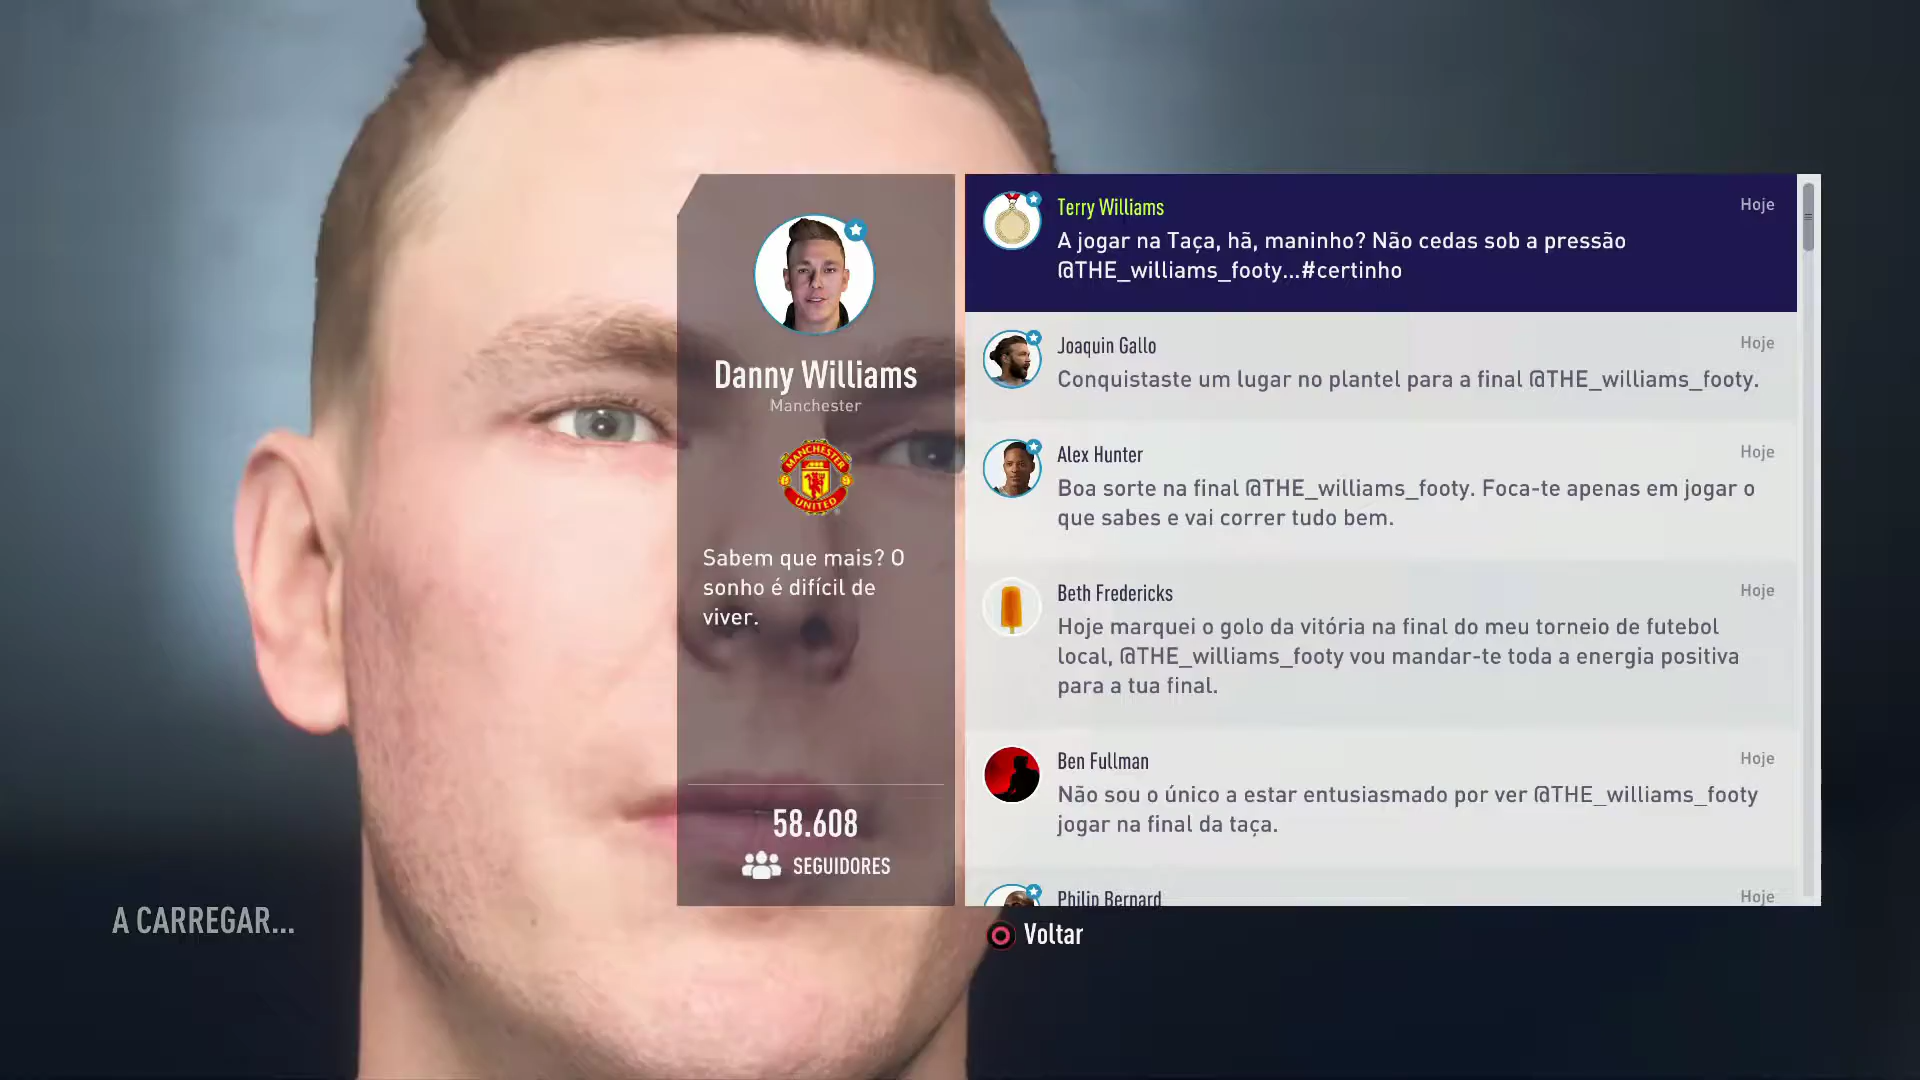 Danny Williams
Manchester
MANCHESTER
UNITED
Sabem que mais? O
sonho é difícil de
viver.
58.608
SEGUIDORES
Terry Williams
Hoje
A jogar na Taça, hã, maninho? Não cedas sob a pressão
@THE_williams_footy...#certinho
Joaquin Gallo
Hoje
Conquistaste um lugar no plantel para a final @THE_williams_footy.
Alex Hunter
Hoje
Boa sorte na final @THE_williams_footy. Foca-te apenas em jogar o
que sabes e vai correr tudo bem.
Beth Fredericks
Hoje
Hoje marquei o golo da vitória na final do meu torneio de futebol
local, @THE_williams_footy vou mandar-te toda a energia positiva
para a tua final.
Ben Fullman
Hoje
Não sou o único a estar entusiasmado por ver @THE_williams_footy
jogar na final da taça.
Philip Bernard
Hoje
A CARREGAR...
Voltar